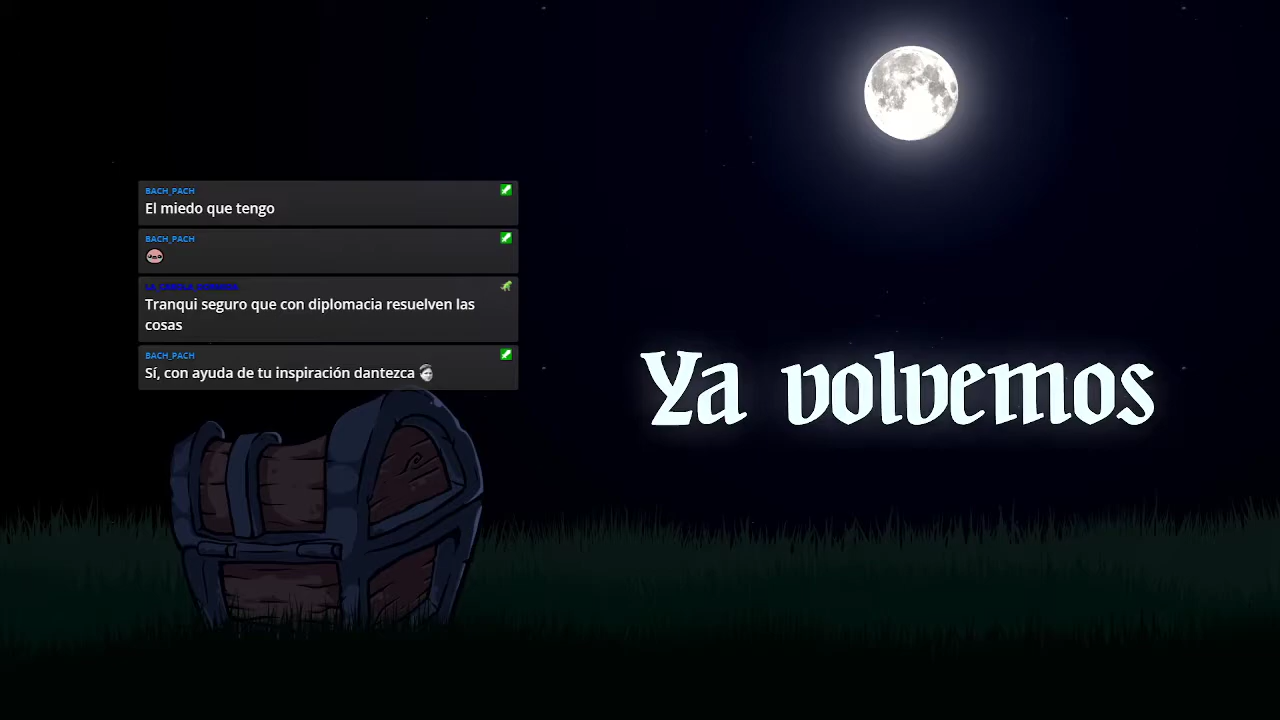 BACH_PACH
El miedo que tengo
BACH_PACH
Tranqui seguro que con diplomacia resuelven las
cosas
BACH_PACH
Sí, con ayuda de tu inspiración dantezca
Ya volvemos